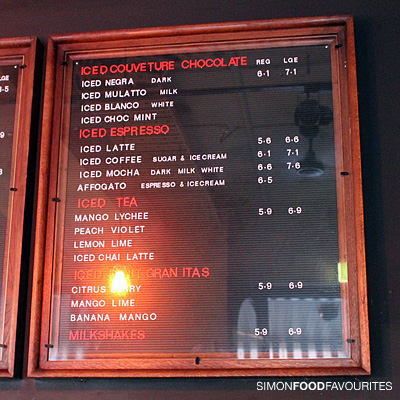 ICED COUVETURE CHOCOLATE REG LGE
ICED NEGRA DARK 6·1 7·1
ICED MULATTO MILK
ICED BLANCO WHITE
ICED CHOC MINT
ICED ESPRESSO
ICED LATTE 5·6 6·6
ICED COFFEE SUGAR & ICECREAM 6·1 7·1
ICED MOCHA DARK MILK WHITE 6·6 7·6
AFFOGATO ESPRESSO & ICECREAM 6·5
ICED TEA
MANGO LYCHEE 5·9 6·9
PEACH VIOLET
LEMON LIME
ICED CHAI LATTE
ICED GRAN ITAS
CITRUS 5·9 6·9
MANGO LIME
BANANA MANGO
MILKSHAKES 5·9 6·9
SIMONFOODFAVOURITES